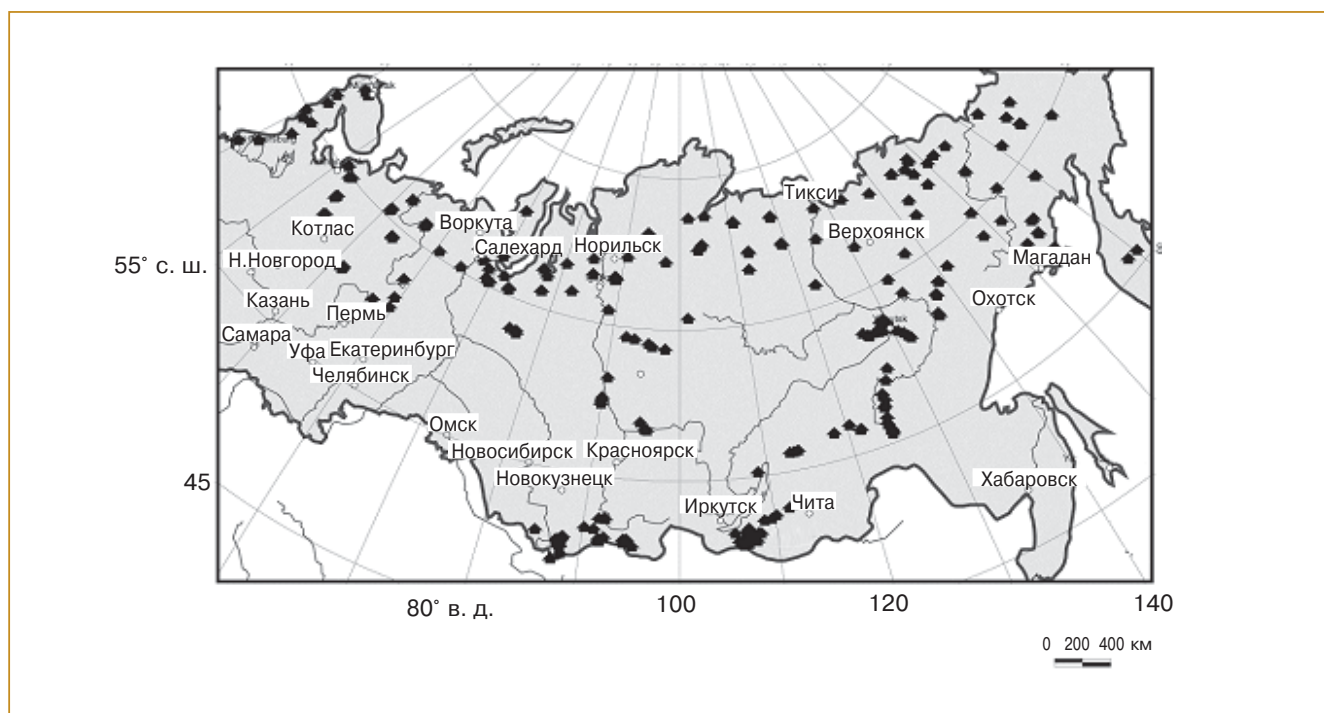 Тикси
Воркута
Верхоянск
Котлас
Салехард
Норильск
Магадан
55° с. ш.
Н.Новгород
Казань
Охотск
Пермь
Самара
Уфа
Екатеринбург
Челябинск
Омск
Новосибирск
Красноярск
Новокузнецк
Хабаровск
45
Иркутск
Чита
80° в. д.
100
120
140
0 200 400 км